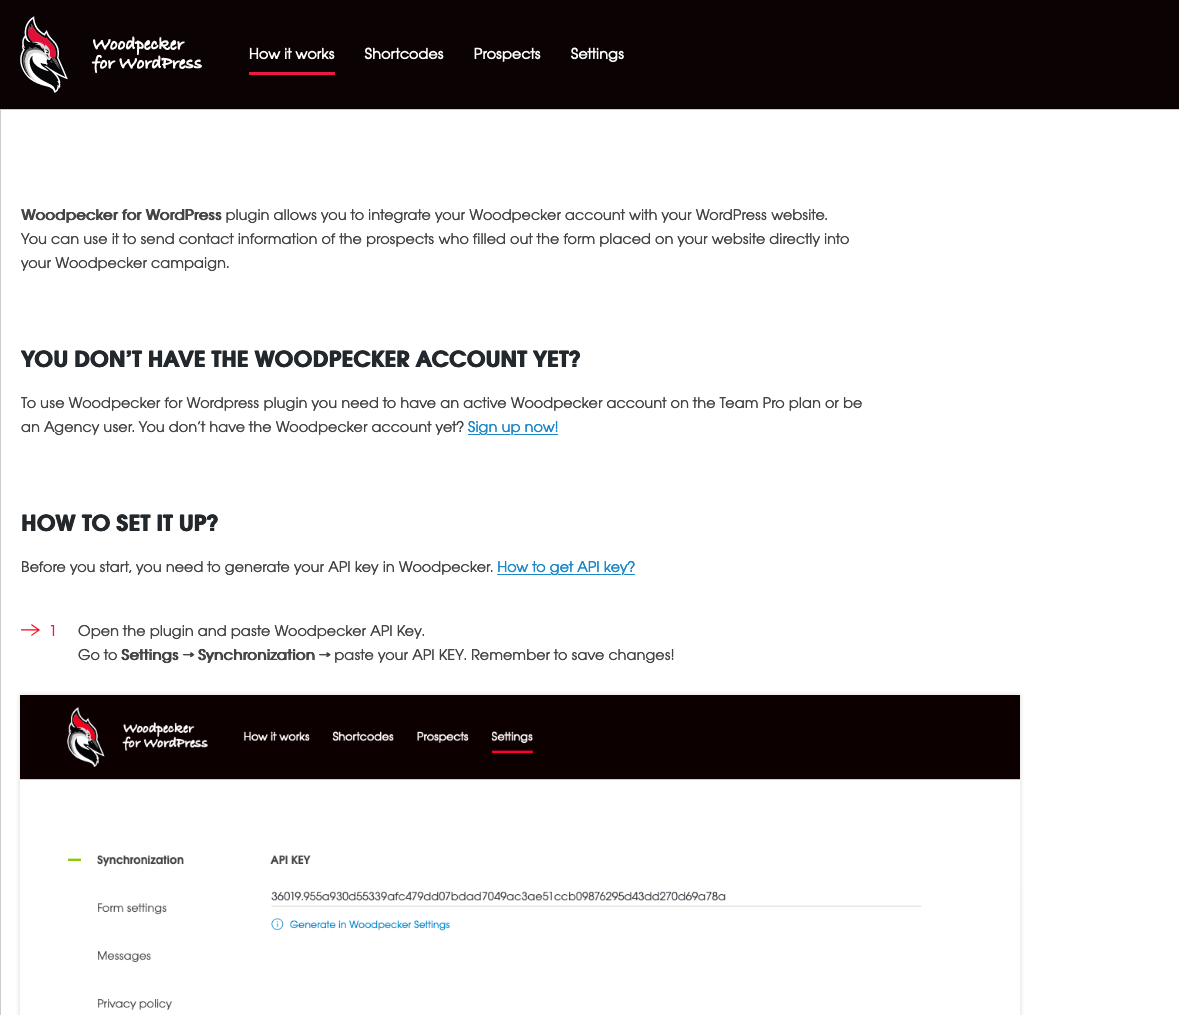 Woodpecker
for WordPress
How it works
Shortcodes
Prospects
Settings
Woodpecker for WordPress plugin allows you to integrate your Woodpecker account with your WordPress website.
You can use it to send contact information of the prospects who filled out the form placed on your website directly into
your Woodpecker campaign.
YOU DON’T HAVE THE WOODPECKER ACCOUNT YET?
To use Woodpecker for Wordpress plugin you need to have an active Woodpecker account on the Team Pro plan or be
an Agency user. You don’t have the Woodpecker account yet? Sign up now!
HOW TO SET IT UP?
Before you start, you need to generate your API key in Woodpecker. How to get API key?
→ 1 Open the plugin and paste Woodpecker API Key.
Go to Settings → Synchronization → paste your API KEY. Remember to save changes!
Woodpecker
for WordPress
How it works
Shortcodes
Prospects
Settings
Synchronization
API KEY
36019.955a930d55339afc479dd07bdad7049ac3ae51ccb09876295d43dd270d69a78a
Form settings
Generate in Woodpecker Settings
Messages
Privacy policy